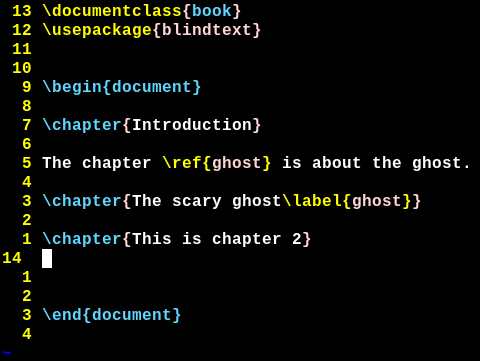 13 \documentclass{book}
12 \usepackage{blindtext}
11
10
9 \begin{document}
8
7 \chapter{Introduction}
6
5 The chapter \ref{ghost} is about the ghost.
4
3 \chapter{The scary ghost\label{ghost}}
2
1 \chapter{This is chapter 2}
14
1
2
3 \end{document}
4
~